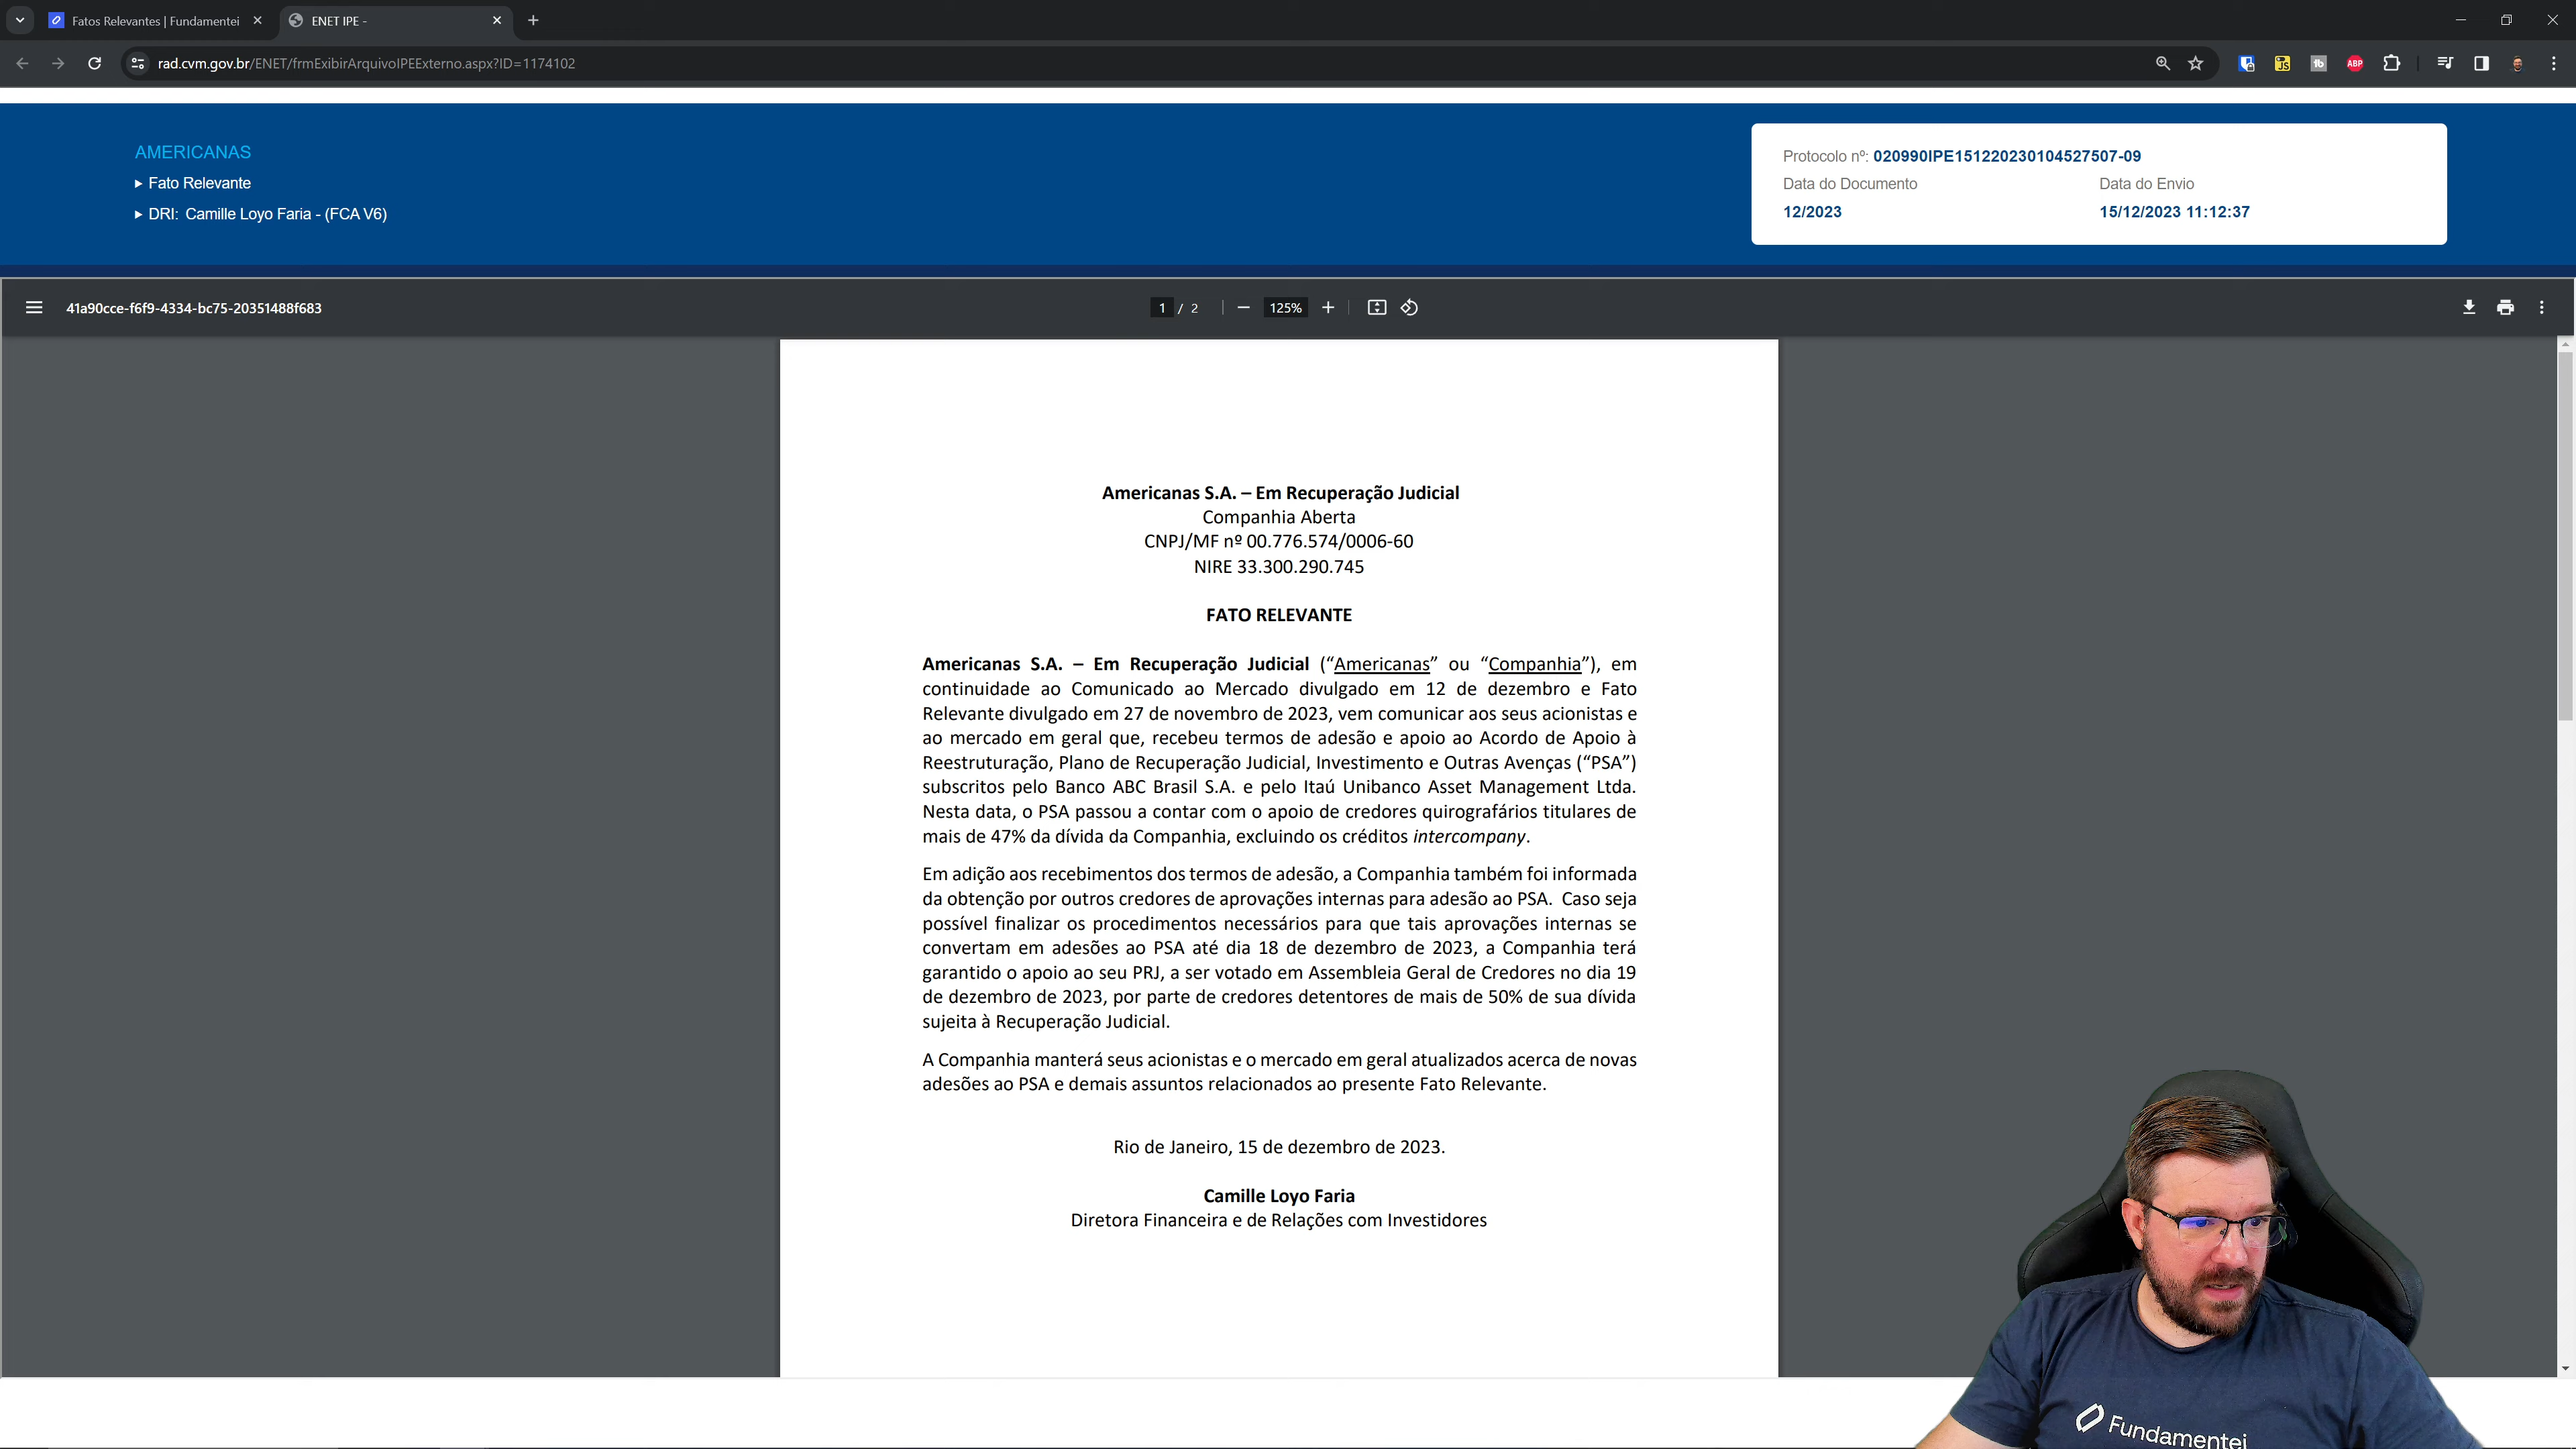 Fatos Relevantes | Fundamentei
ENET IPE -
rad.cvm.gov.br/ENET/frmExibirArquivoIPEExterno.aspx?ID=1174102
JS
tb
ABP
AMERICANAS
Fato Relevante
DRI: Camille Loyo Faria - (FCA V6)
Protocolo nº: 020990IPE151220230104527507-09
Data do Documento
Data do Envio
12/2023
15/12/2023 11:12:37
41a90cce-f6f9-4334-bc75-20351488f683
1 / 2
125%
Americanas S.A. – Em Recuperação Judicial
Companhia Aberta
CNPJ/MF nº 00.776.574/0006-60
NIRE 33.300.290.745
FATO RELEVANTE
Americanas S.A. – Em Recuperação Judicial (“Americanas” ou “Companhia”), em
continuidade ao Comunicado ao Mercado divulgado em 12 de dezembro e Fato
Relevante divulgado em 27 de novembro de 2023, vem comunicar aos seus acionistas e
ao mercado em geral que, recebeu termos de adesão e apoio ao Acordo de Apoio à
Reestruturação, Plano de Recuperação Judicial, Investimento e Outras Avenças (“PSA”)
subscritos pelo Banco ABC Brasil S.A. e pelo Itaú Unibanco Asset Management Ltda.
Nesta data, o PSA passou a contar com o apoio de credores quirografários titulares de
mais de 47% da dívida da Companhia, excluindo os créditos intercompany.
Em adição aos recebimentos dos termos de adesão, a Companhia também foi informada
da obtenção por outros credores de aprovações internas para adesão ao PSA. Caso seja
possível finalizar os procedimentos necessários para que tais aprovações internas se
convertam em adesões ao PSA até dia 18 de dezembro de 2023, a Companhia terá
garantido o apoio ao seu PRJ, a ser votado em Assembleia Geral de Credores no dia 19
de dezembro de 2023, por parte de credores detentores de mais de 50% de sua dívida
sujeita à Recuperação Judicial.
A Companhia manterá seus acionistas e o mercado em geral atualizados acerca de novas
adesões ao PSA e demais assuntos relacionados ao presente Fato Relevante.
Rio de Janeiro, 15 de dezembro de 2023.
Camille Loyo Faria
Diretora Financeira e de Relações com Investidores
Fundamentei